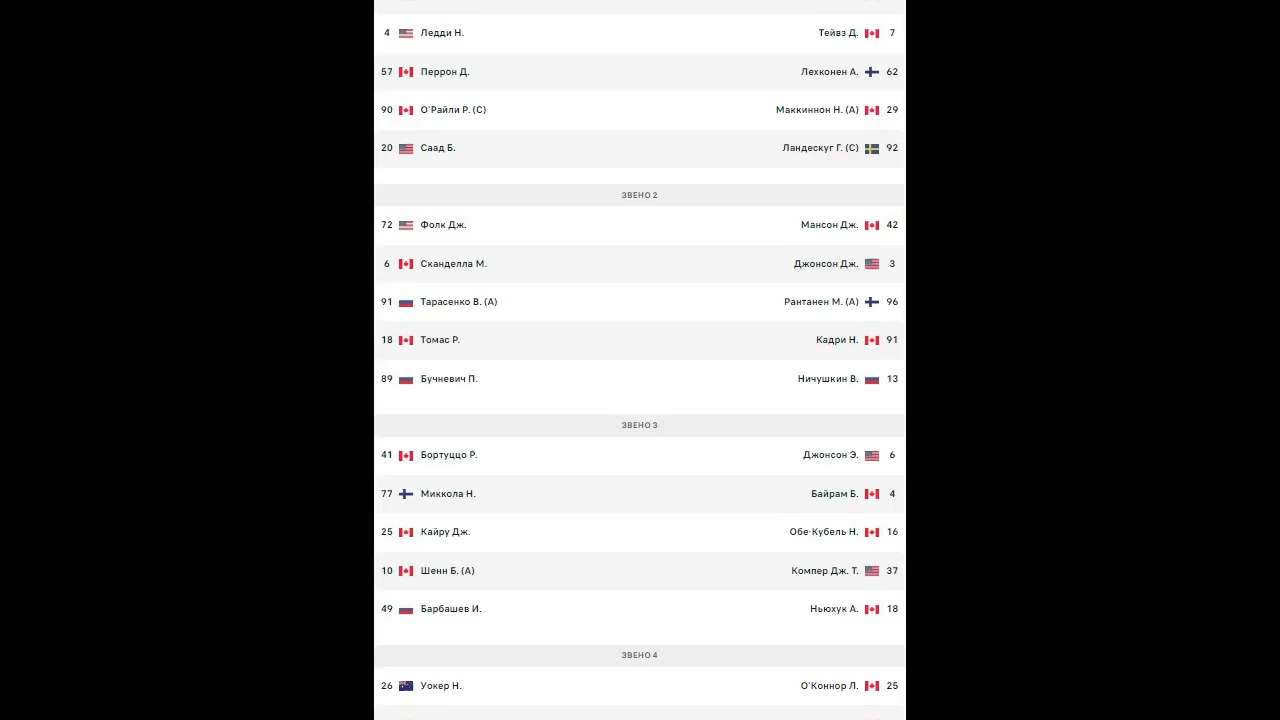 4 Ледди Н. Тейвз Д. 7
57 Перрон Д. Лехконен А. 62
90 О'Райли Р. (С) Маккиннон Н. (А) 29
20 Саад Б. Ландескуг Г. (С) 92
ЗВЕНО 2
72 Фолк Дж. Мансон Дж. 42
6 Сканделла М. Джонсон Дж. 3
91 Тарасенко В. (А) Рантанен М. (А) 96
18 Томас Р. Кадри Н. 91
89 Бучневич П. Ничушкин В. 13
ЗВЕНО 3
41 Бортуццо Р. Джонсон Э. 6
77 Миккола Н. Байрам Б. 4
25 Кайру Дж. Обе-Кубель Н. 16
10 Шенн Б. (А) Компер Дж. Т. 37
49 Барбашев И. Ньюхук А. 18
ЗВЕНО 4
26 Уокер Н. О'Коннор Л. 25